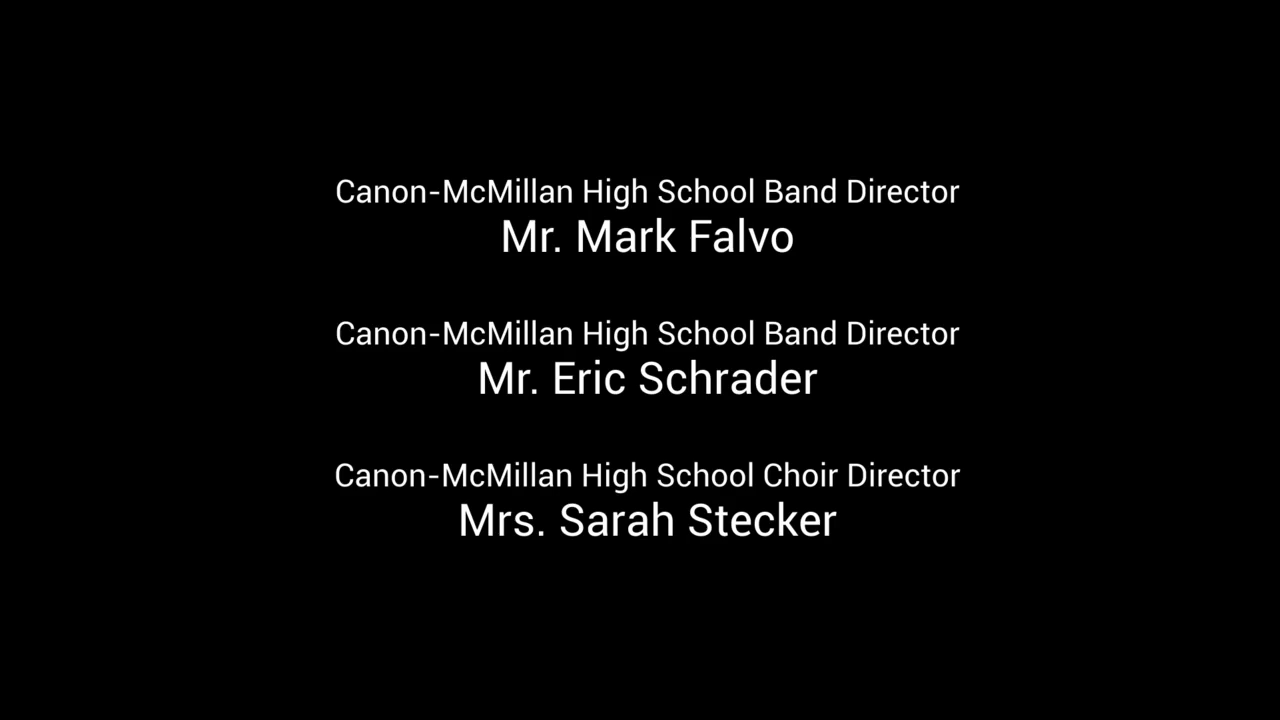 Canon-McMillan High School Band Director
Mr. Mark Falvo
Canon-McMillan High School Band Director
Mr. Eric Schrader
Canon-McMillan High School Choir Director
Mrs. Sarah Stecker